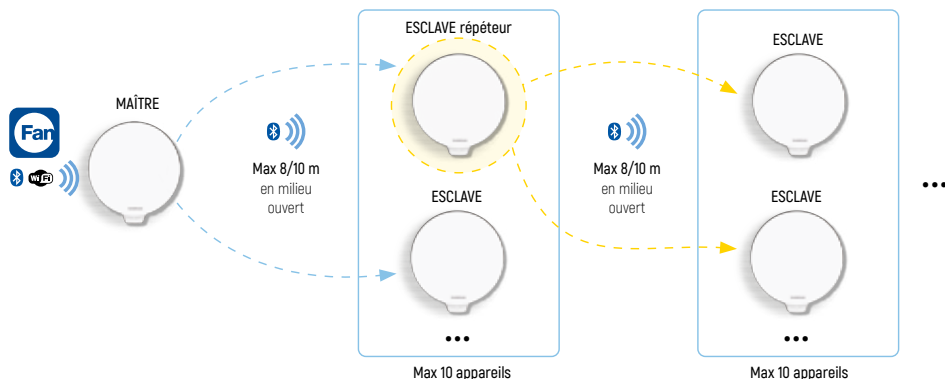 Fan
WiFi
MAÎTRE
ESCLAVE répéteur
Max 8/10 m
en milieu
ouvert
ESCLAVE
•••
Max 10 appareils
Max 8/10 m
en milieu
ouvert
ESCLAVE
ESCLAVE
•••
Max 10 appareils
•••